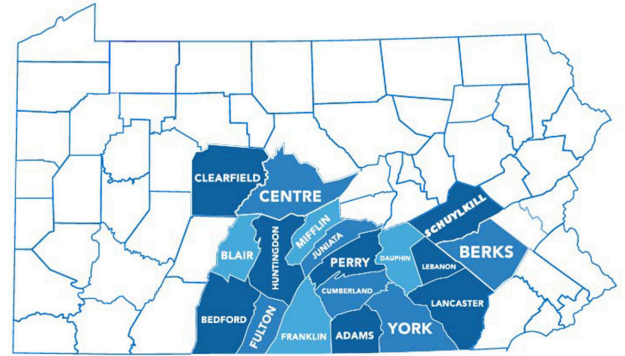 CLEARFIELD
CENTRE
SCHUYLKILL
MIFFLIN
JUNIATA
BLAIR
HUNTINGDON
PERRY
DAUPHIN
LEBANON
BERKS
CUMBERLAND
LANCASTER
BEDFORD
FULTON
FRANKLIN
ADAMS
YORK